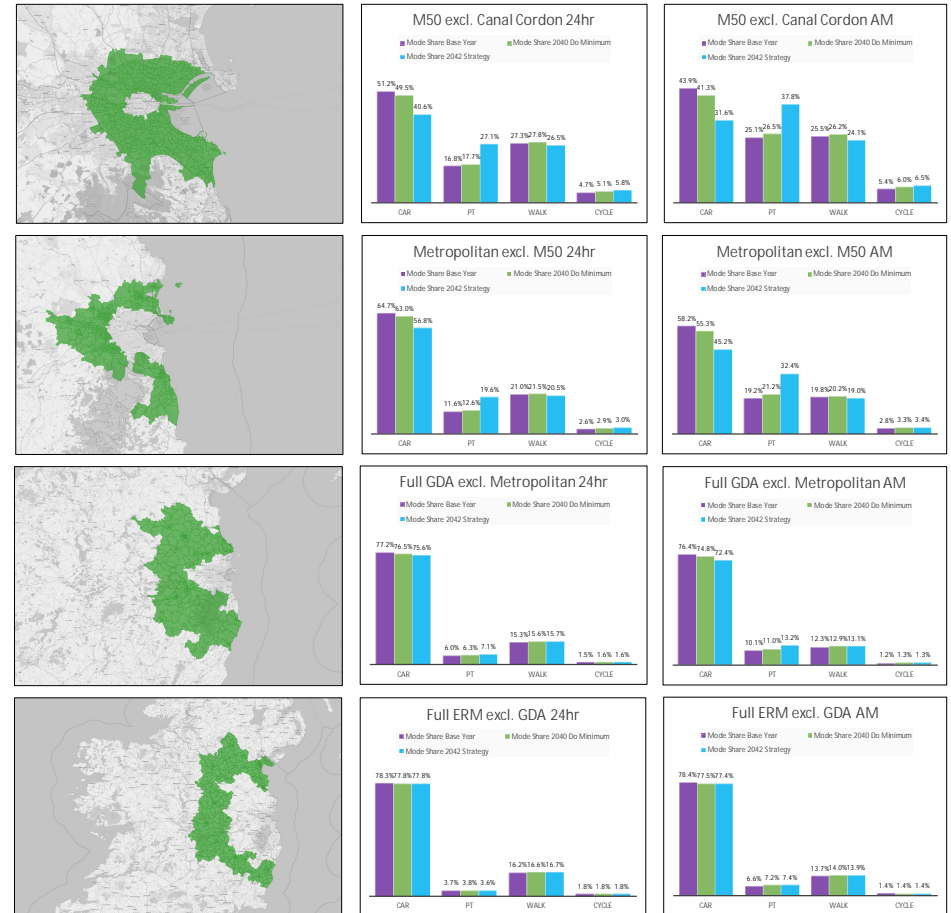 M50 excl. Canal Cordon 24hr
Mode Share Base Year Mode Share 2040 Do Minimum
Mode Share 2042 Strategy
51.2% 49.5% 40.6% 16.8% 17.7% 27.1% 27.3% 27.8% 26.5% 4.7% 5.1% 5.8%
CAR PT WALK CYCLE
M50 excl. Canal Cordon AM
Mode Share Base Year Mode Share 2040 Do Minimum
Mode Share 2042 Strategy
43.9% 41.3% 31.6% 25.1% 26.5% 37.8% 25.5% 26.2% 24.1% 5.4% 6.0% 6.5%
CAR PT WALK CYCLE
Metropolitan excl. M50 24hr
Mode Share Base Year Mode Share 2040 Do Minimum
Mode Share 2042 Strategy
64.7% 63.0% 56.8% 11.6% 12.6% 19.6% 21.0% 21.5% 20.5% 2.6% 2.9% 3.0%
CAR PT WALK CYCLE
Metropolitan excl. M50 AM
Mode Share Base Year Mode Share 2040 Do Minimum
Mode Share 2042 Strategy
58.2% 55.3% 45.2% 19.2% 21.2% 32.4% 19.8% 20.2% 19.0% 2.8% 3.3% 3.4%
CAR PT WALK CYCLE
Full GDA excl. Metropolitan 24hr
Mode Share Base Year Mode Share 2040 Do Minimum
Mode Share 2042 Strategy
77.2% 76.5% 75.6% 6.0% 6.3% 7.1% 15.3% 15.6% 15.7% 1.5% 1.6% 1.6%
CAR PT WALK CYCLE
Full GDA excl. Metropolitan AM
Mode Share Base Year Mode Share 2040 Do Minimum
Mode Share 2042 Strategy
76.4% 74.8% 72.4% 10.1% 11.0% 13.2% 12.3% 12.9% 13.1% 1.2% 1.3% 1.3%
CAR PT WALK CYCLE
Full ERM excl. GDA 24hr
Mode Share Base Year Mode Share 2040 Do Minimum
Mode Share 2042 Strategy
78.3% 77.8% 77.8% 3.7% 3.8% 3.6% 16.2% 16.6% 16.7% 1.8% 1.8% 1.8%
CAR PT WALK CYCLE
Full ERM excl. GDA AM
Mode Share Base Year Mode Share 2040 Do Minimum
Mode Share 2042 Strategy
78.4% 77.5% 77.4% 6.6% 7.2% 7.4% 13.7% 14.0% 13.9% 1.4% 1.4% 1.4%
CAR PT WALK CYCLE